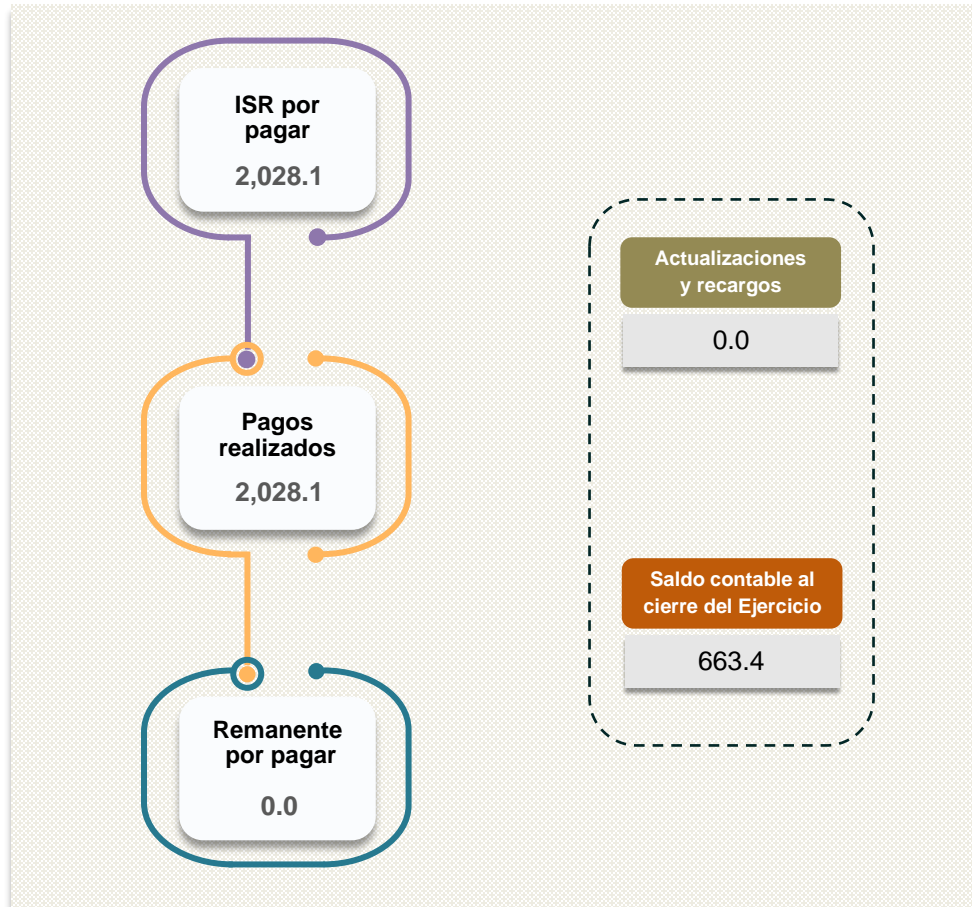 ISR por
pagar
2,028.1
Pagos
realizados
2,028.1
Remanente
por pagar
0.0
Actualizaciones
y recargos
0.0
Saldo contable al
cierre del Ejercicio
663.4